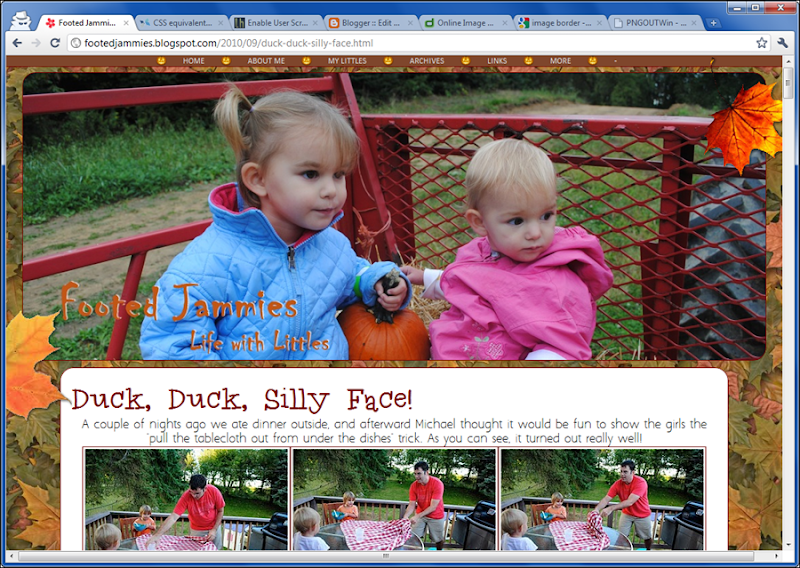 Footed Jammi...
CSS equivalent...
Enable User Scr...
Blogger :: Edit ...
Online Image ...
image border -...
PNGOUTWin - ...
footedjammies.blogspot.com/2010/09/duck-duck-silly-face.html
HOME
ABOUT ME
MY LITTLES
ARCHIVES
LINKS
MORE
Footed Jammies
Life with Littles
Duck, Duck, Silly Face!
A couple of nights ago we ate dinner outside, and afterward Michael thought it would be fun to show the girls the
'pull the tablecloth out from under the dishes' trick. As you can see, it turned out really well!